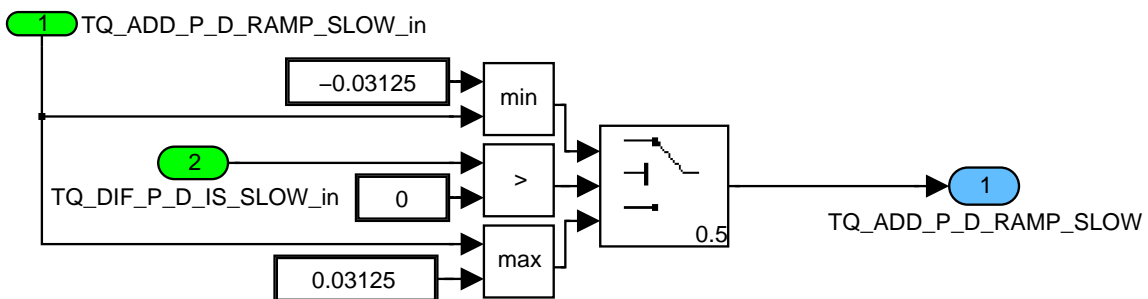 1 TQ_ADD_P_D_RAMP_SLOW_in
−0.03125
min
2
TQ_DIF_P_D_IS_SLOW_in
>
0
0.5
1
TQ_ADD_P_D_RAMP_SLOW
max
0.03125